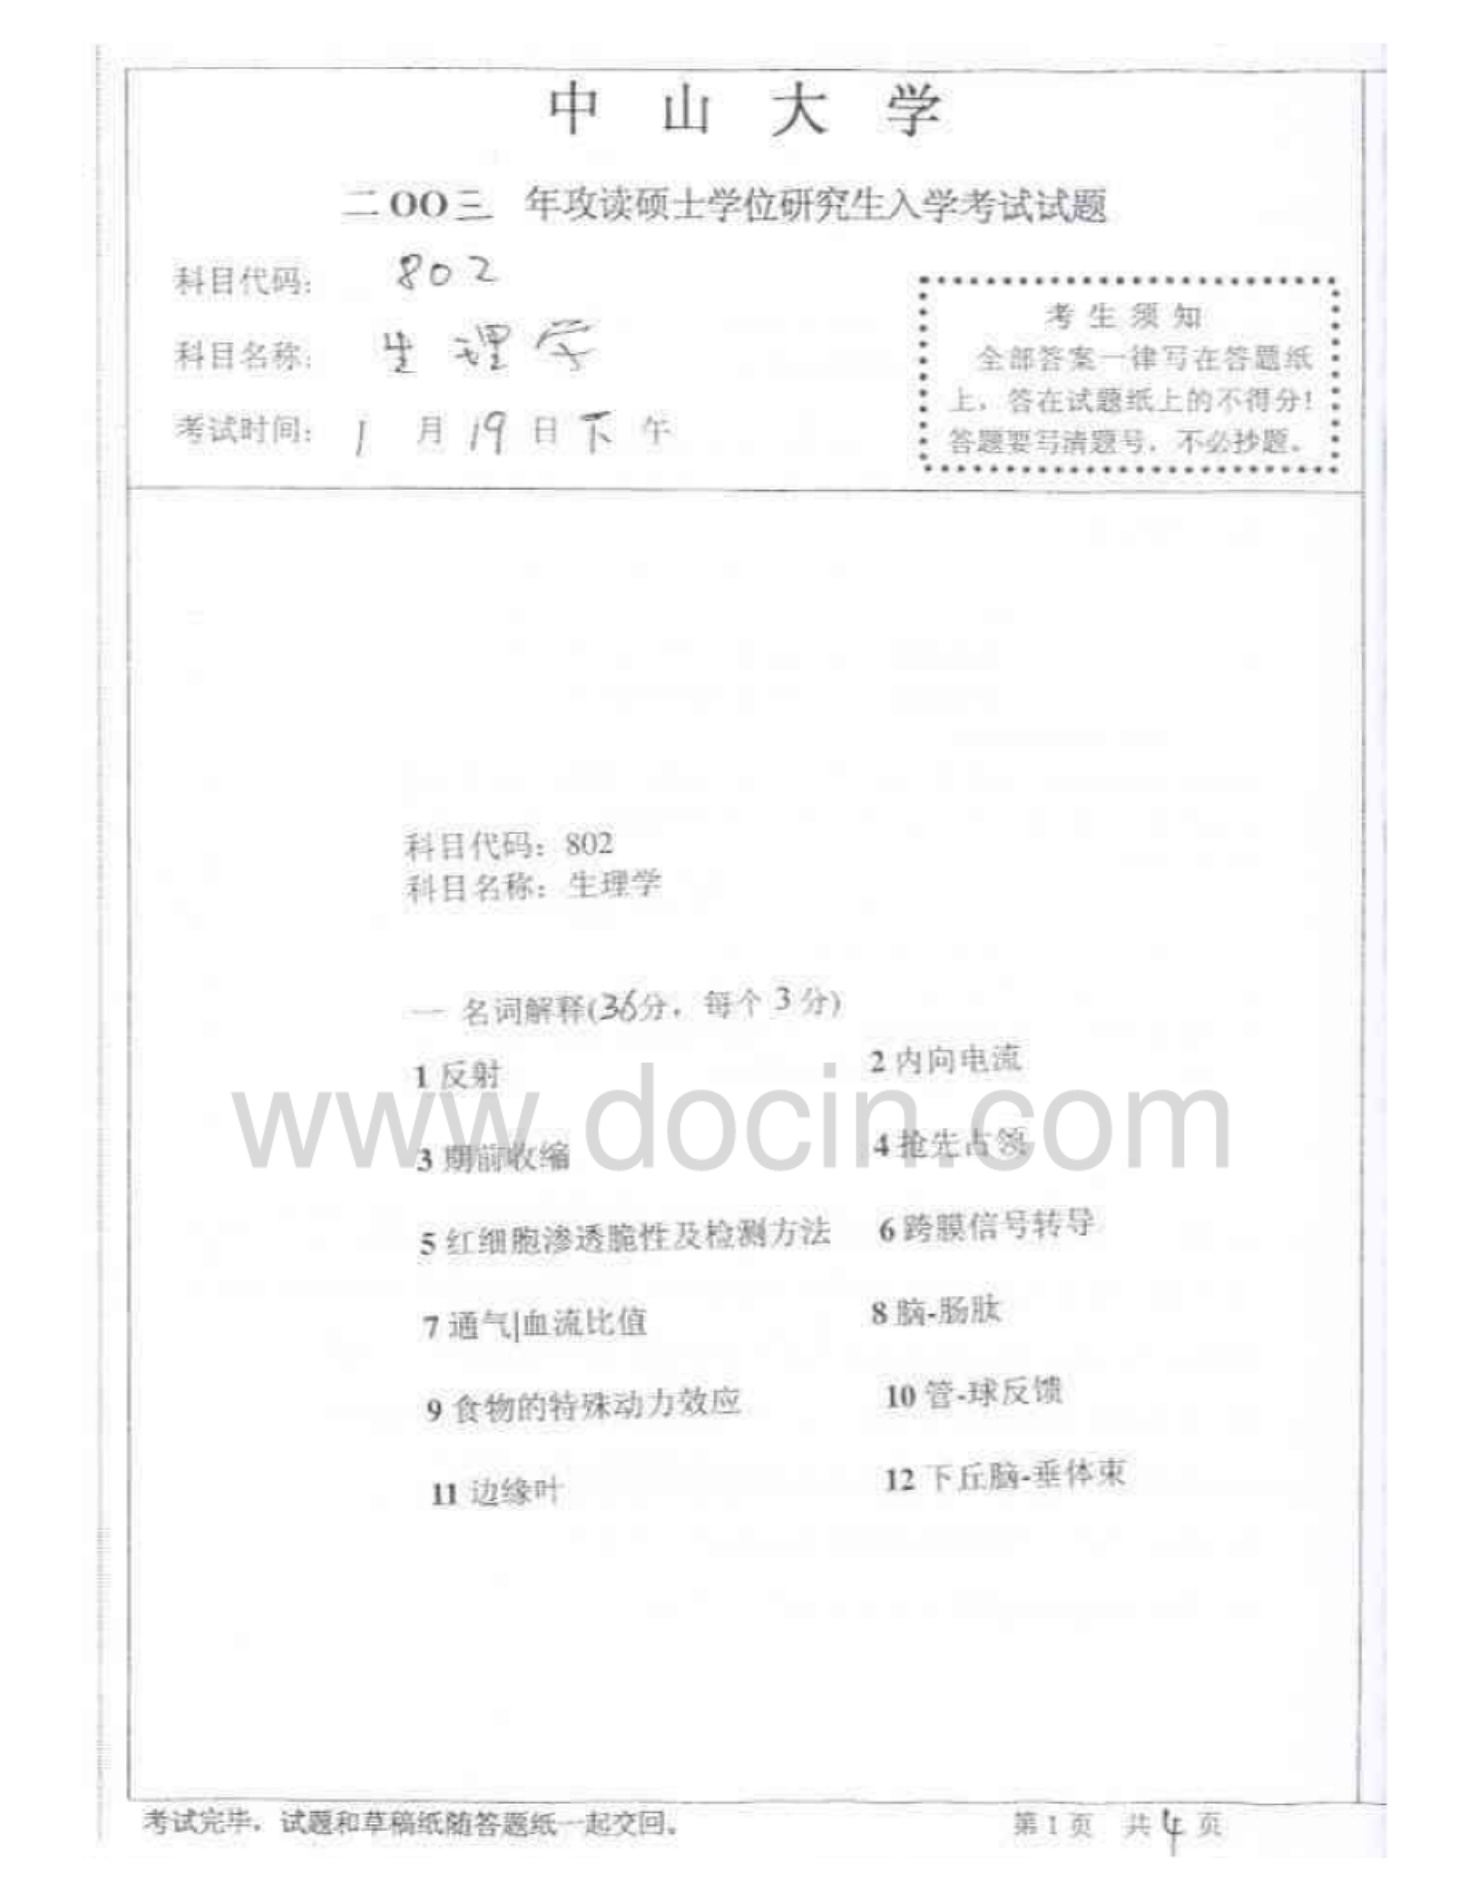 中 山 大 学
二OO三 年攻读硕士学位研究生入学考试试题
科目代码: 802
科目名称: 生理学
考试时间: 1 月 19 日 下 午
考 生 须 知
全部答案一律写在答题纸
上，答在试题纸上的不得分!
答题要写清题号，不必抄题。
科目代码：802
科目名称：生理学
一 名词解释(36分，每个 3 分)
1 反射
2 内向电流
3 期前收缩
4 抢先占领
5 红细胞渗透脆性及检测方法
6 跨膜信号转导
7 通气|血流比值
8 脑-肠肽
9 食物的特殊动力效应
10 管-球反馈
11 边缘叶
12 下丘脑-垂体束
www.docin.com
考试完毕，试题和草稿纸随答题纸一起交回。
第 1 页 共 4 页